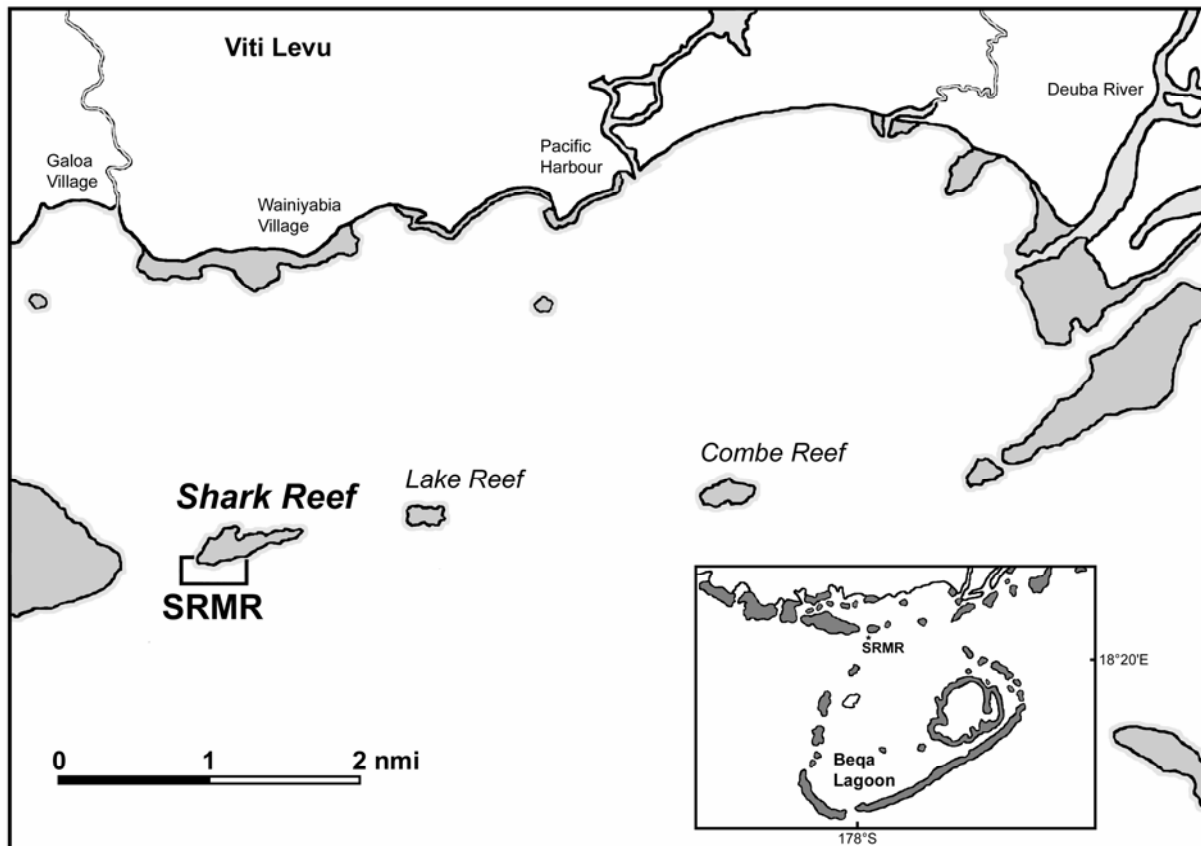 Viti Levu
Deuba River
Pacific
Harbour
Galoa
Village
Wainiyabia
Village
Combe Reef
Lake Reef
Shark Reef
SRMR
SRMR
18°20'E
0 1 2 nmi
Beqa
Lagoon
178°S